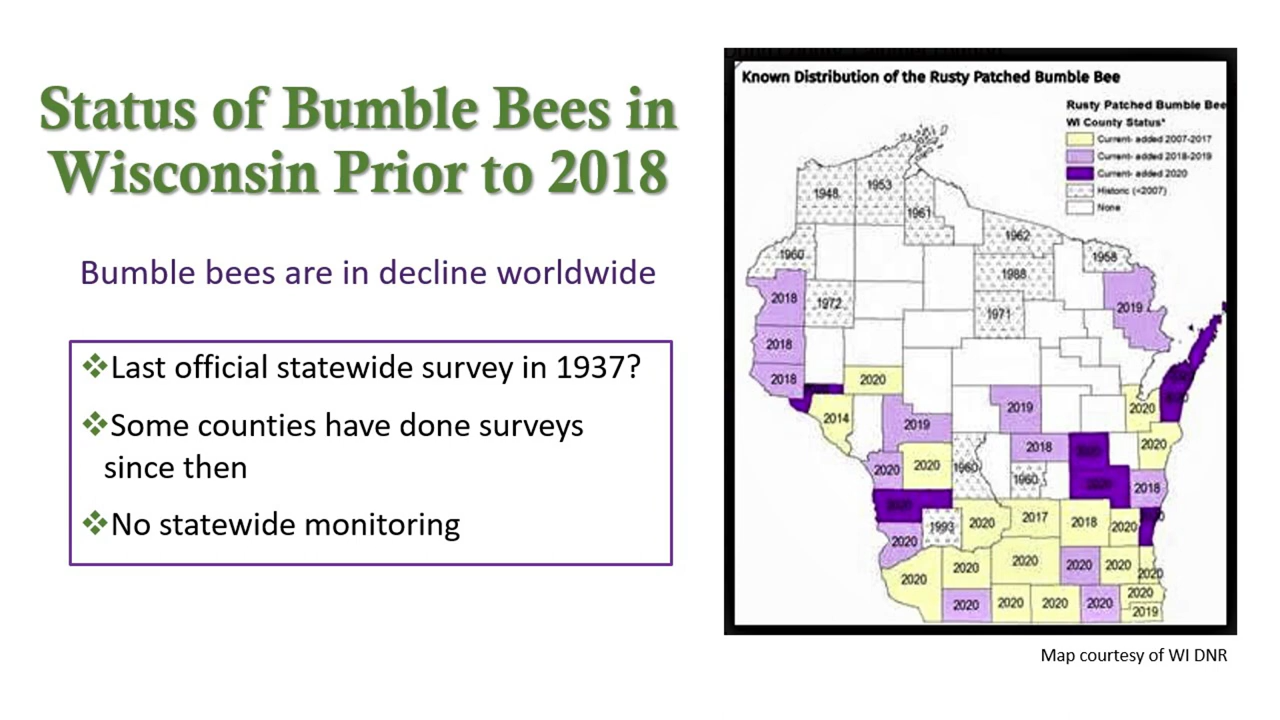 Status of Bumble Bees in
Wisconsin Prior to 2018
Bumble bees are in decline worldwide
❖Last official statewide survey in 1937?
❖Some counties have done surveys
since then
❖No statewide monitoring
Known Distribution of the Rusty Patched Bumble Bee
Rusty Patched Bumble Bee
WI County Status*
Current- added 2007-2017
Current- added 2018-2019
Current- added 2020
Historic (<2007)
None
1948
1953
1961
1962
1960
1958
1988
2018
1972
2019
1971
2018
2018
2020
2014
2019
2019
2020
2020
2018
2020
2020
2020
1960
1960
2020
2018
2020
1993
2020
2017
2018
2020
2020
2020
2020
2020
2020
2020
2020
2020
2020
2020
2020
2020
2019
Map courtesy of WI DNR